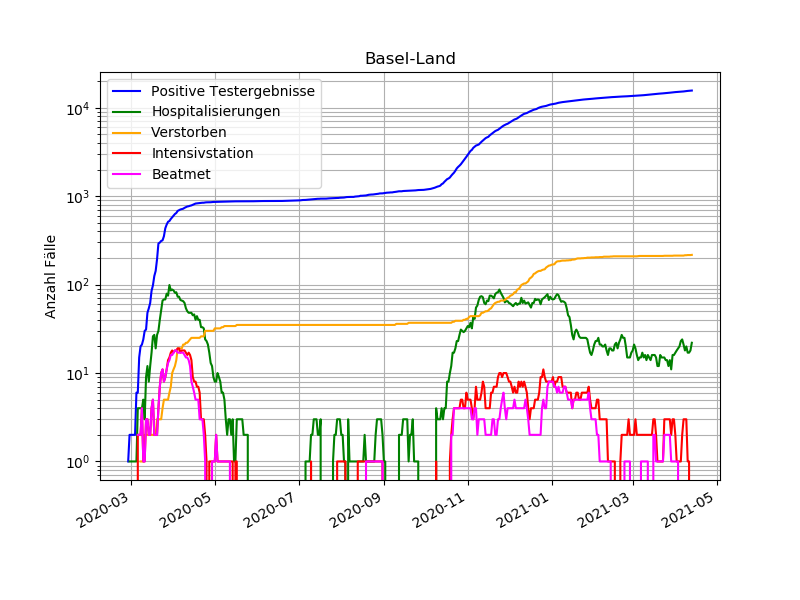 Basel-Land
Positive Testergebnisse
Hospitalisierungen
Verstorben
Intensivstation
Beatmet
Anzahl Fälle
10^4
10^3
10^2
10^1
10^0
2020-03
2020-05
2020-07
2020-09
2020-11
2021-01
2021-03
2021-05